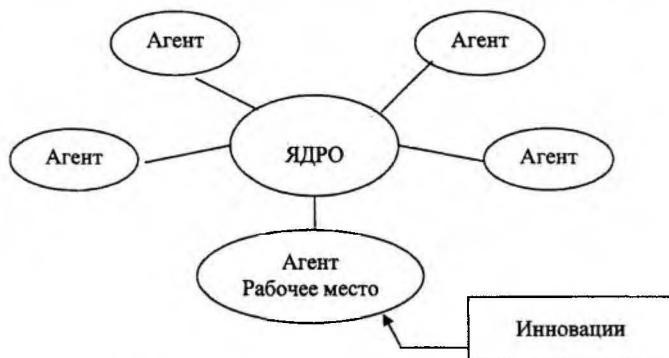 Агент
Агент
Агент
ЯДРО
Агент
Агент
Рабочее место
Инновации